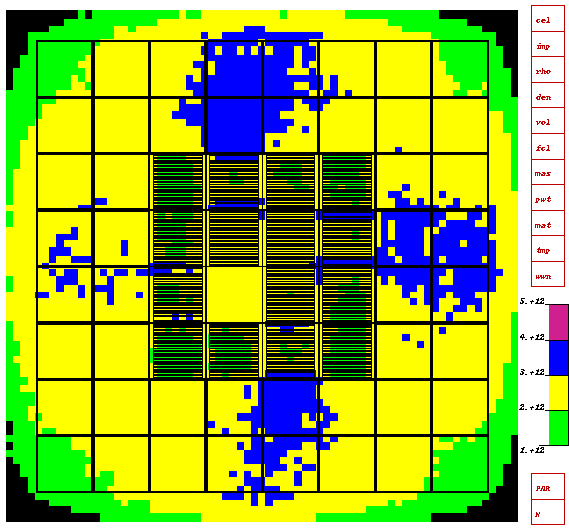 cel
imp
rho
den
vol
fcl
mas
pwt
mat
tmp
wwn
5.+12
4.+12
3.+12
2.+12
1.+12
PAR
N